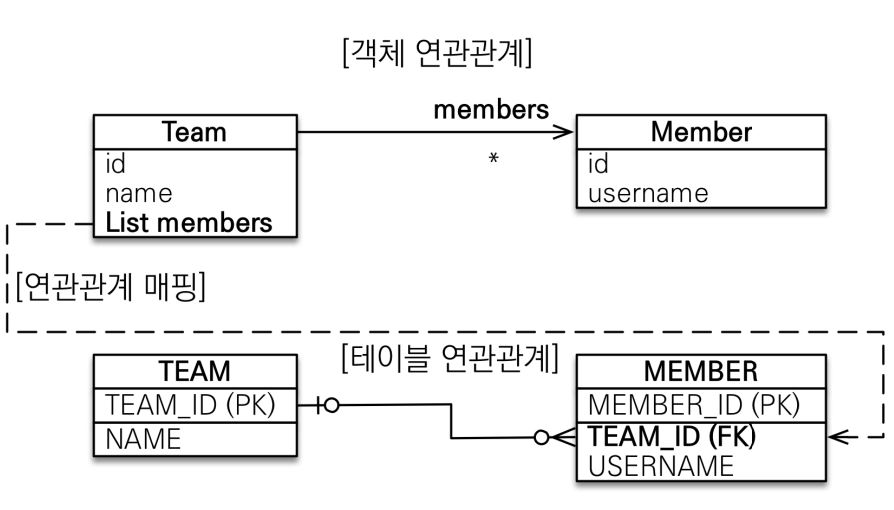 [객체 연관관계]
members
Team
Member
*
id
name
List members
id
username
[연관관계 매핑]
[테이블 연관관계]
TEAM
TEAM_ID (PK)
NAME
MEMBER
MEMBER_ID (PK)
TEAM_ID (FK)
USERNAME